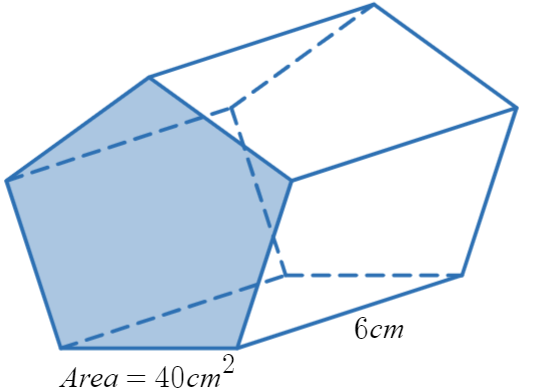 6cm
Area = 40cm²